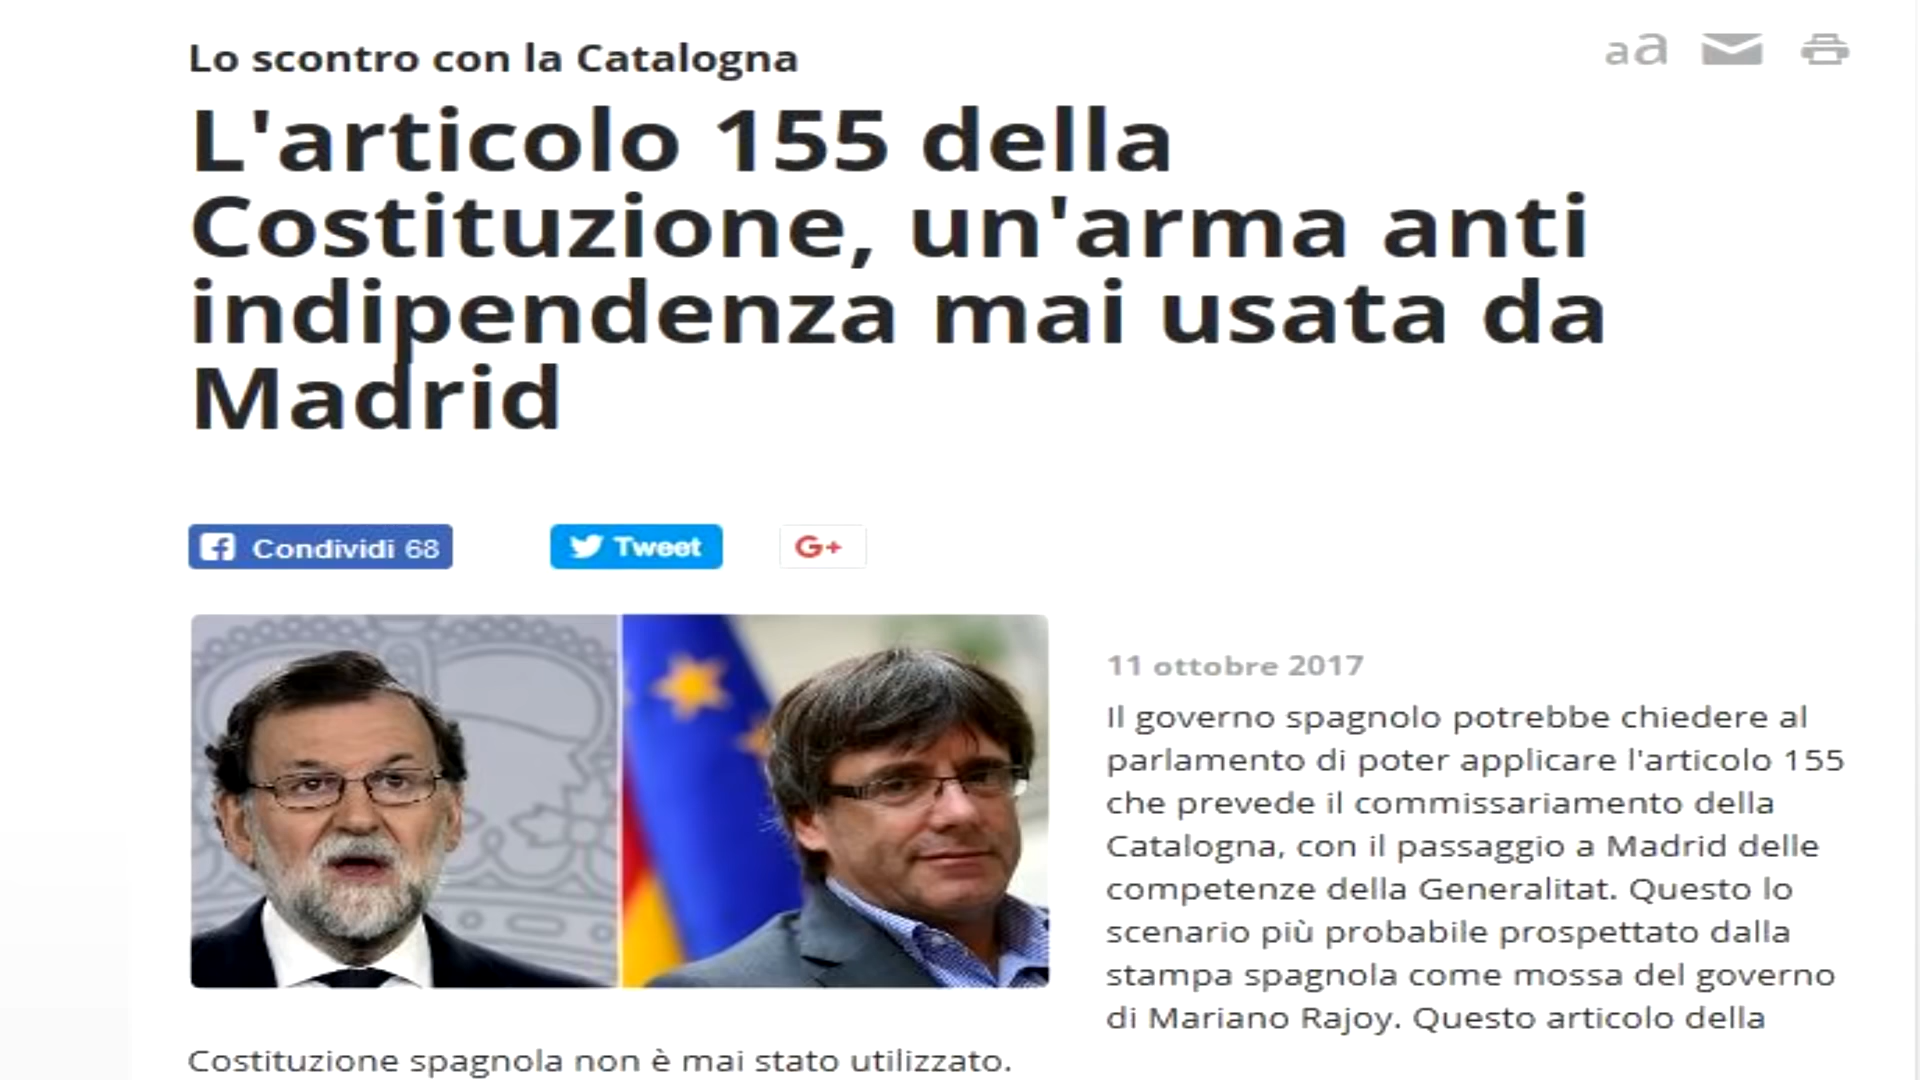 Lo scontro con la Catalogna
aa
L'articolo 155 della
Costituzione, un'arma anti
indipendenza mai usata da
Madrid
Condividi 68
Tweet
G+
11 ottobre 2017
Il governo spagnolo potrebbe chiedere al
parlamento di poter applicare l'articolo 155
che prevede il commissariamento della
Catalogna, con il passaggio a Madrid delle
competenze della Generalitat. Questo lo
scenario più probabile prospettato dalla
stampa spagnola come mossa del governo
di Mariano Rajoy. Questo articolo della
Costituzione spagnola non è mai stato utilizzato.